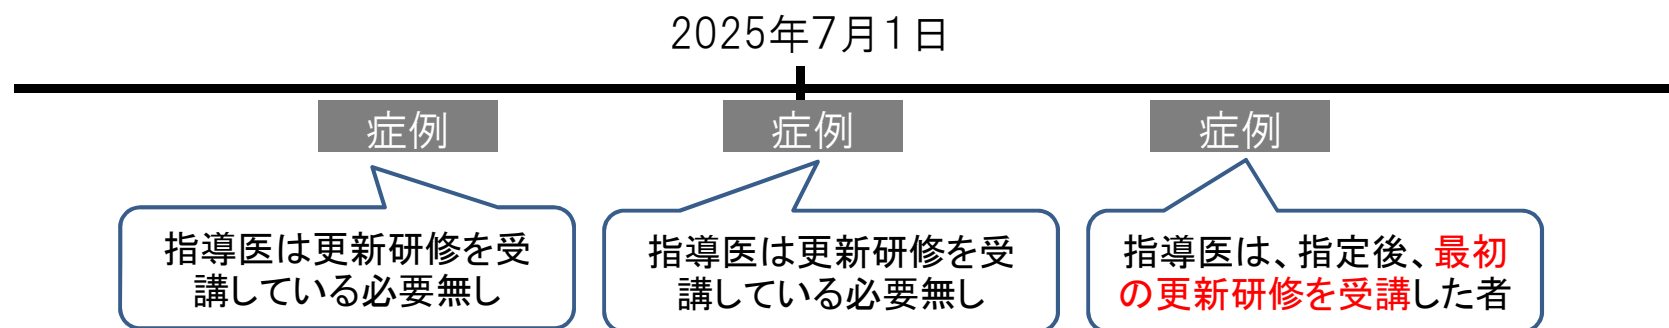 2025年7月1日
症例
症例
症例
指導医は更新研修を受
講している必要無し
指導医は更新研修を受
講している必要無し
指導医は、指定後、最初
の更新研修を受講した者